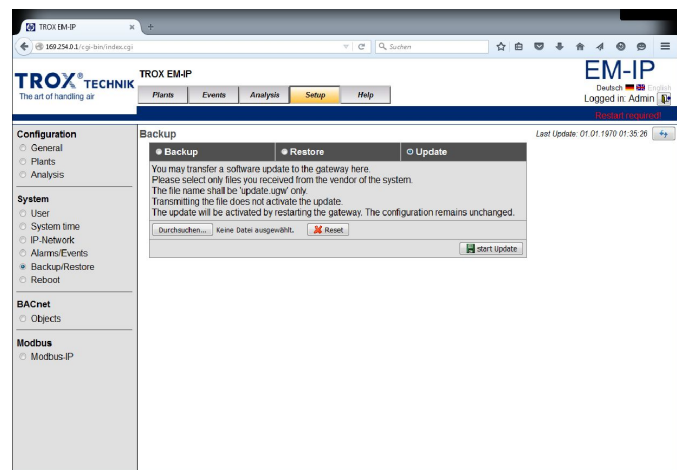 TROX EM-IP
169.254.0.1/cgi-bin/index.cgi
Suchen
TROX® TECHNIK
The art of handling air
TROX EM-IP
Plants
Events
Analysis
Setup
Help
EM-IP
Deutsch English
Logged in: Admin
Restart required!
Configuration
General
Plants
Analysis
System
User
System time
IP-Network
Alarms/Events
Backup/Restore
Reboot
BACnet
Objects
Modbus
Modbus-IP
Backup
Last Update: 01.01.1970 01:35:26
Backup
Restore
Update
You may transfer a software update to the gateway here.
Please select only files you received from the vendor of the system.
The file name shall be 'update.ugw' only.
Transmitting the file does not activate the update.
The update will be activated by restarting the gateway. The configuration remains unchanged.
Durchsuchen... Keine Datei ausgewählt. Reset
start Update